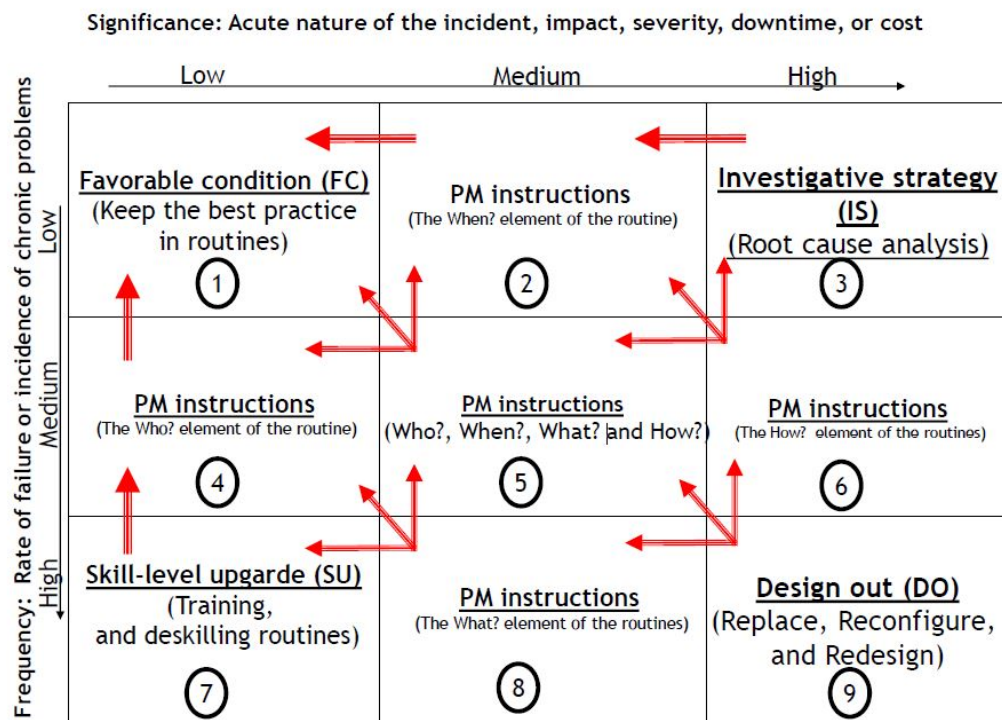 Significance: Acute nature of the incident, impact, severity, downtime, or cost
Low
Medium
High
Frequency: Rate of failure or incidence of chronic problems
Low
Medium
High
Favorable condition (FC)
(Keep the best practice
in routines)
1
PM instructions
(The When? element of the routine)
2
Investigative strategy
(IS)
(Root cause analysis)
3
PM instructions
(The Who? element of the routine)
4
PM instructions
(Who?, When?, What? and How?)
5
PM instructions
(The How? element of the routines)
6
Skill-level upgarde (SU)
(Training,
and deskilling routines)
7
PM instructions
(The What? element of the routines)
8
Design out (DO)
(Replace, Reconfigure,
and Redesign)
9